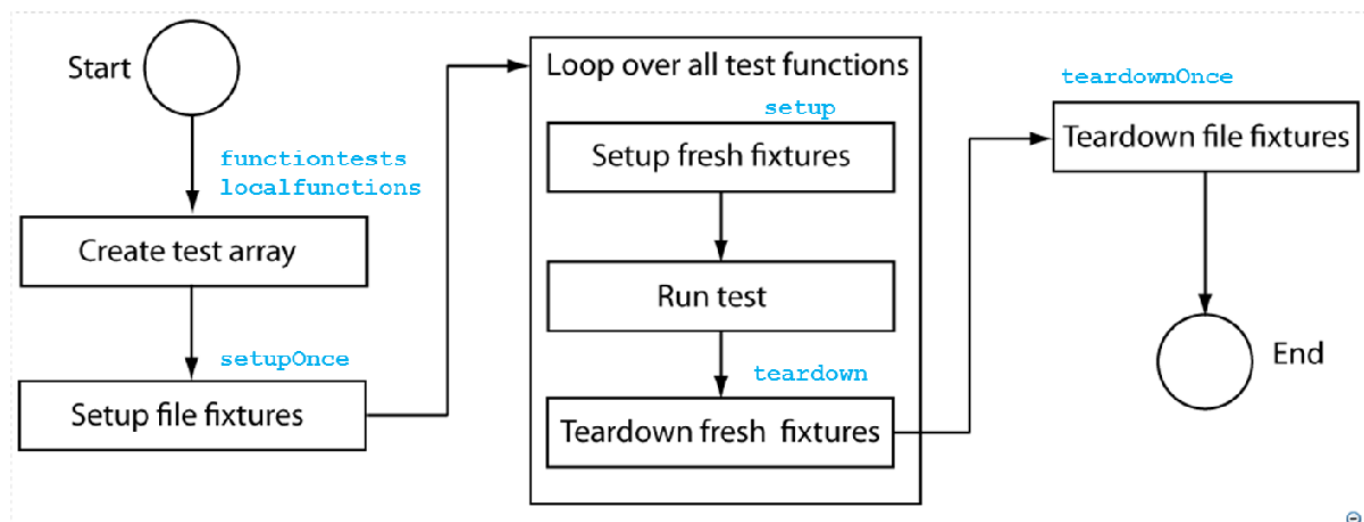 Start
functiontests
localfunctions
Create test array
setupOnce
Setup file fixtures
Loop over all test functions
setup
Setup fresh fixtures
Run test
teardown
Teardown fresh fixtures
teardownOnce
Teardown file fixtures
End